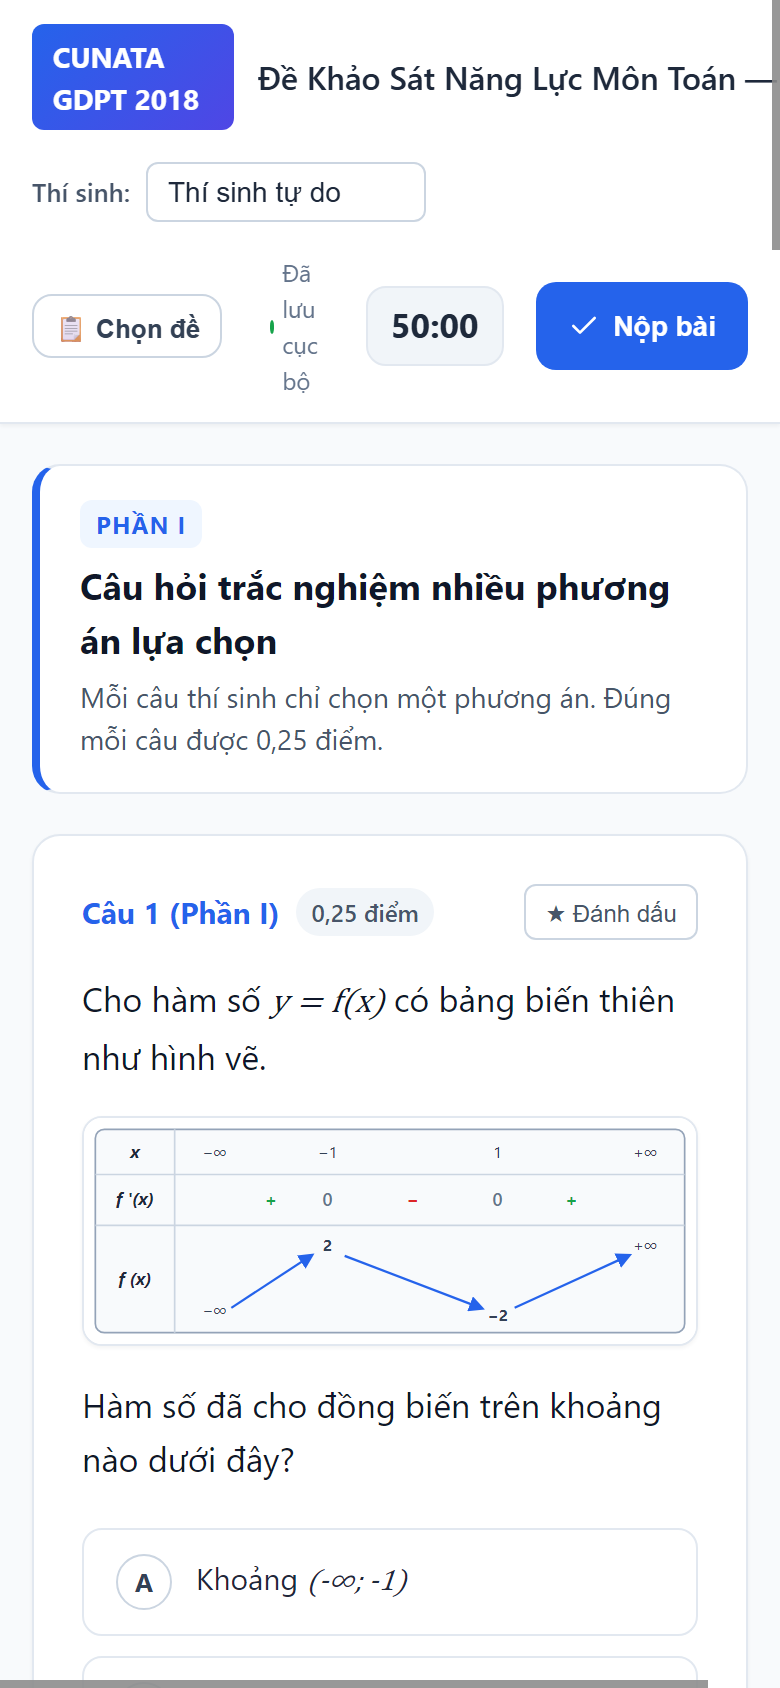 CUNATA
GDPT 2018
Đề Khảo Sát Năng Lực Môn Toán —
Thí sinh: Thí sinh tự do
📋 Chọn đề
Đã
lưu
cục
bộ
50:00
✓ Nộp bài
PHẦN I
Câu hỏi trắc nghiệm nhiều phương
án lựa chọn
Mỗi câu thí sinh chỉ chọn một phương án. Đúng
mỗi câu được 0,25 điểm.
Câu 1 (Phần I) 0,25 điểm ★ Đánh dấu
Cho hàm số y = f(x) có bảng biến thiên
như hình vẽ.
x −∞ −1 1 +∞
f '(x) + 0 − 0 +
f (x) −∞ 2 −2 +∞
Hàm số đã cho đồng biến trên khoảng
nào dưới đây?
A Khoảng (-∞; -1)